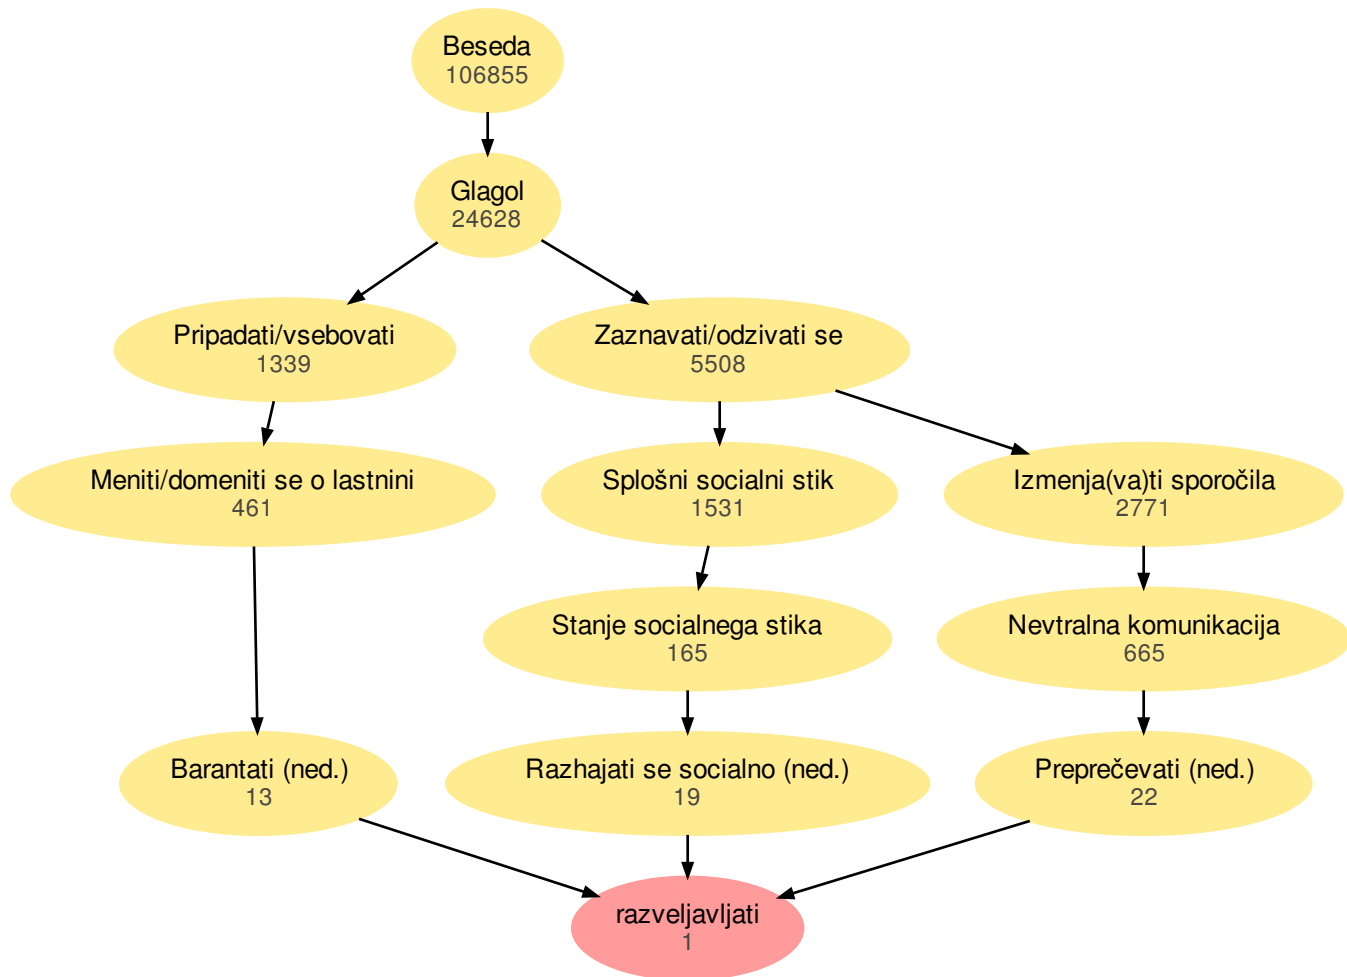 Beseda
106855
Glagol
24628
Pripadati/vsebovati
1339
Zaznavati/odzivati se
5508
Meniti/domeniti se o lastnini
461
Splošni socialni stik
1531
Izmenja(va)ti sporočila
2771
Stanje socialnega stika
165
Nevtralna komunikacija
665
Barantati (ned.)
13
Razhajati se socialno (ned.)
19
Preprečevati (ned.)
22
razveljavljati
1